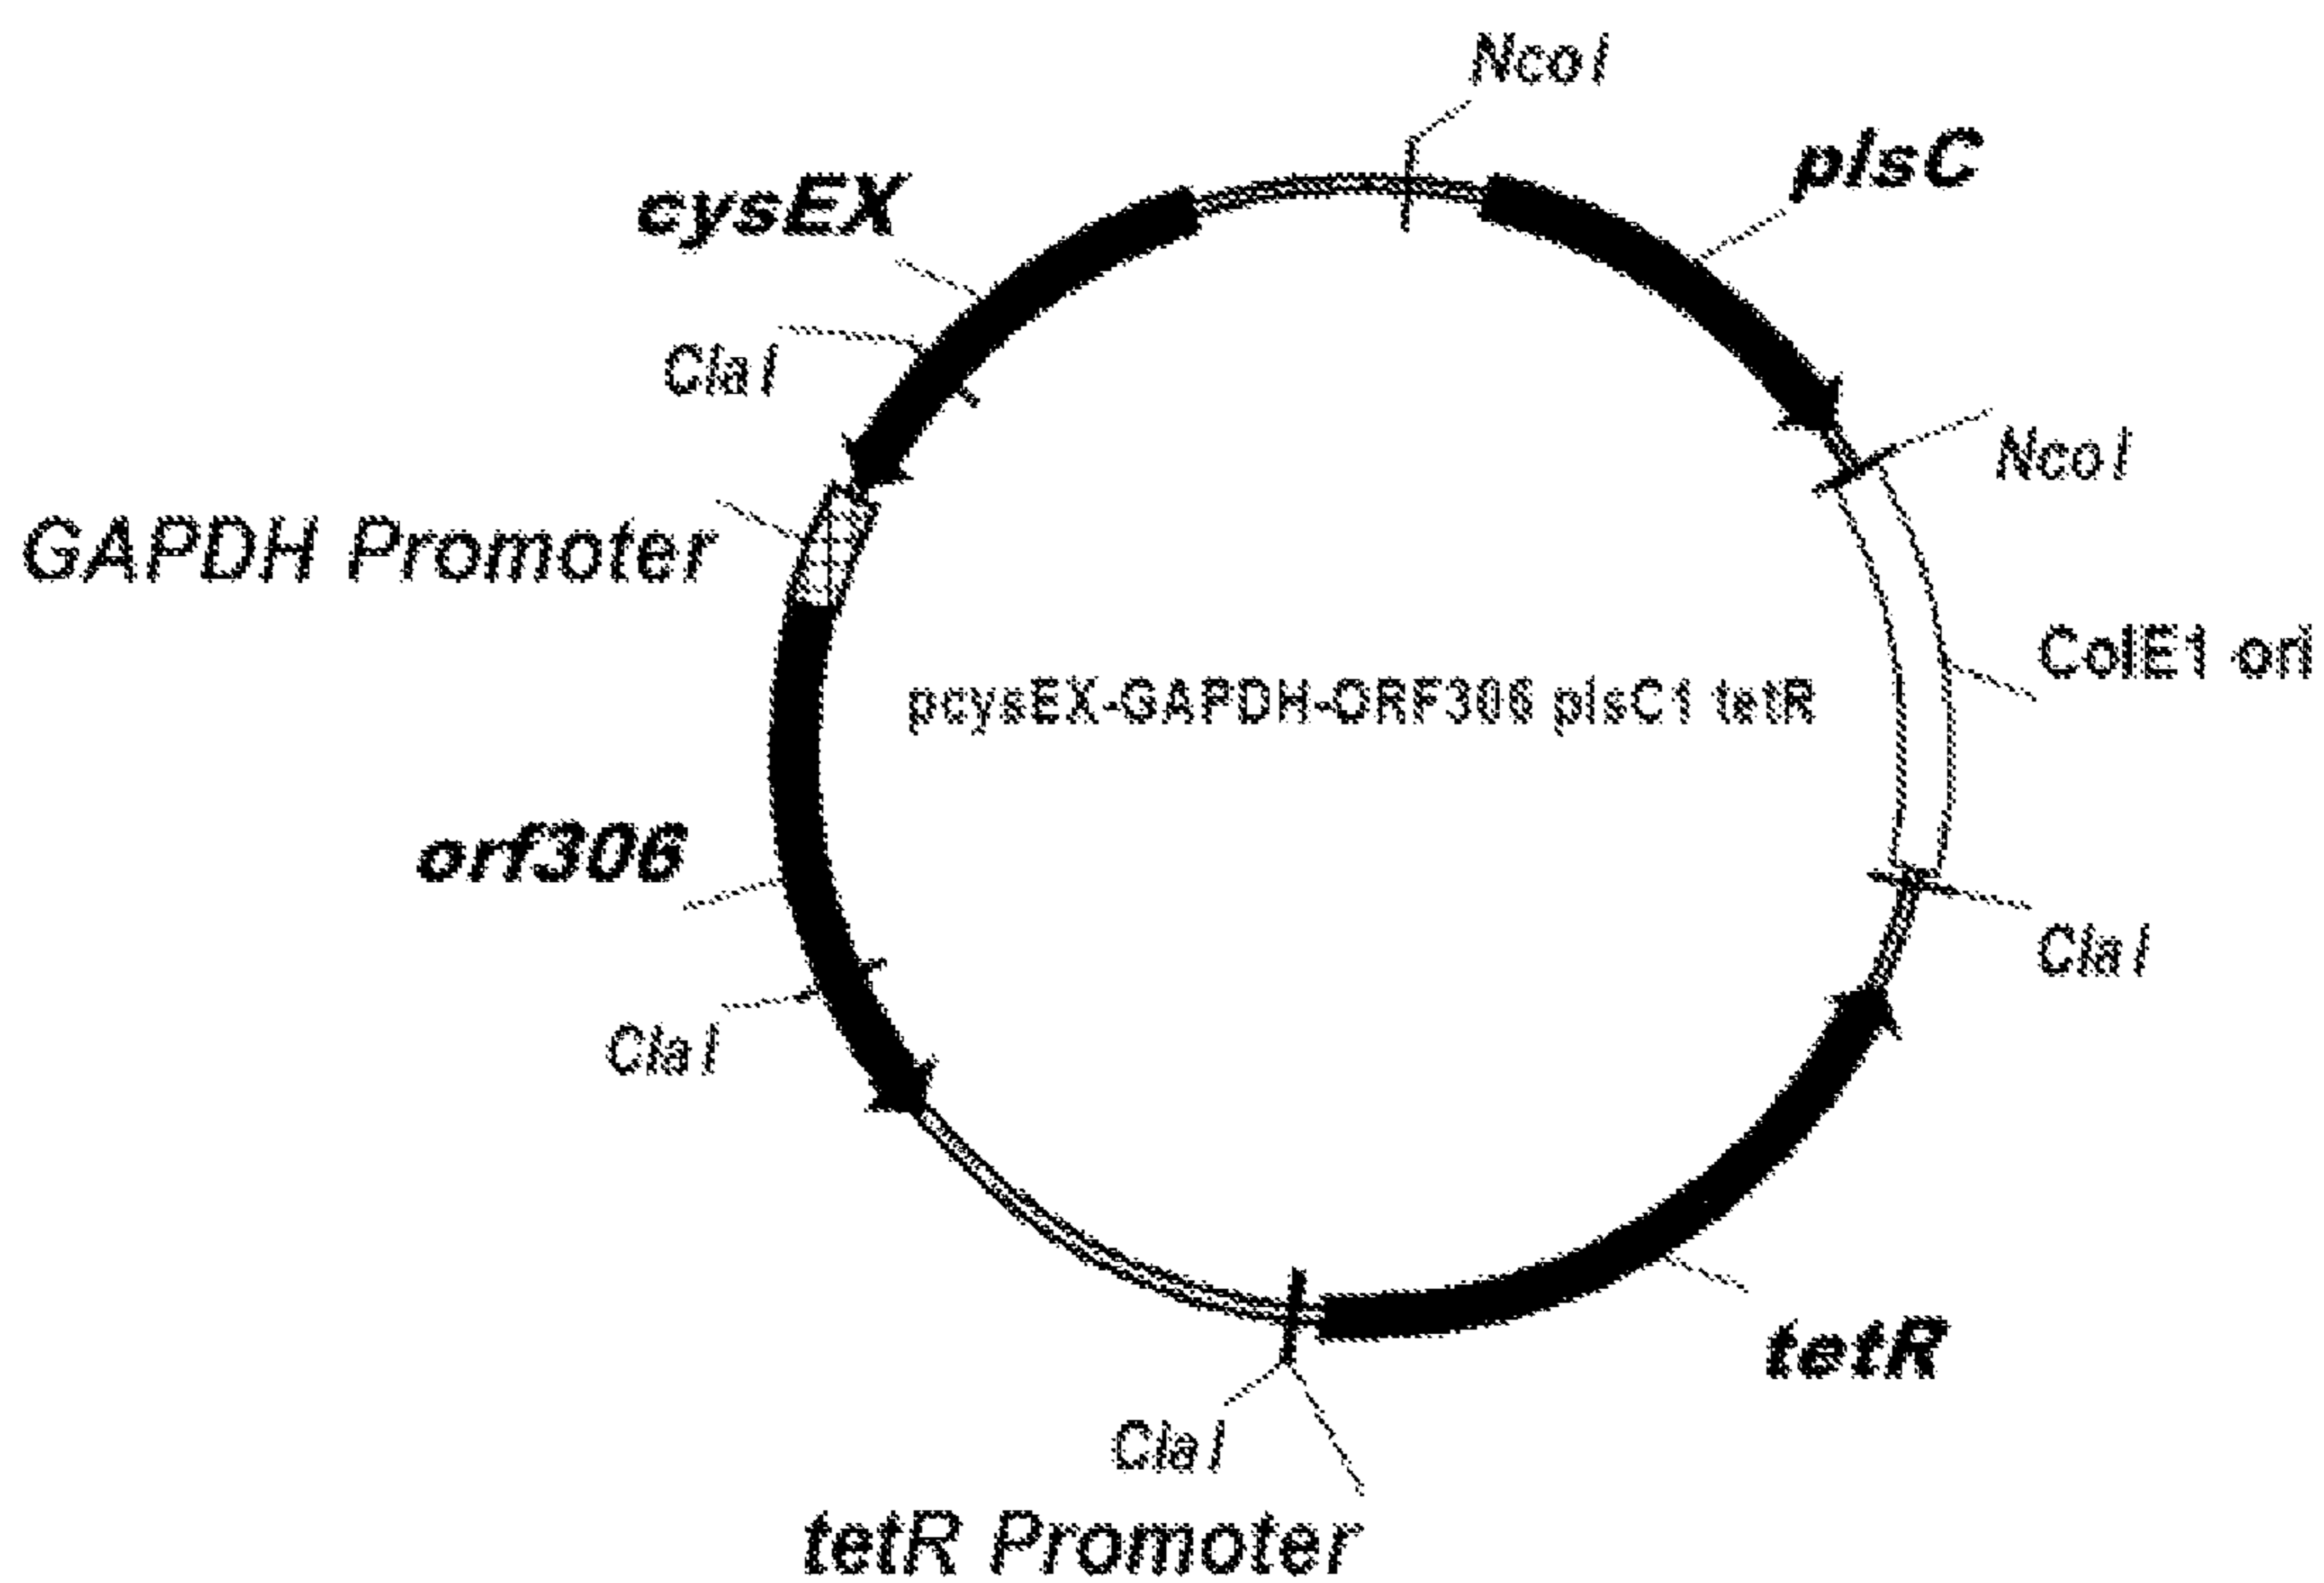 NcoI
plsC
cysEX
ClaI
NcoI
GAPDH Promoter
ColE1 ori
pcysEX-GAPDH-ORF306 plsC1 tetR
orf306
ClaI
ClaI
tetR
ClaI
tetR Promoter